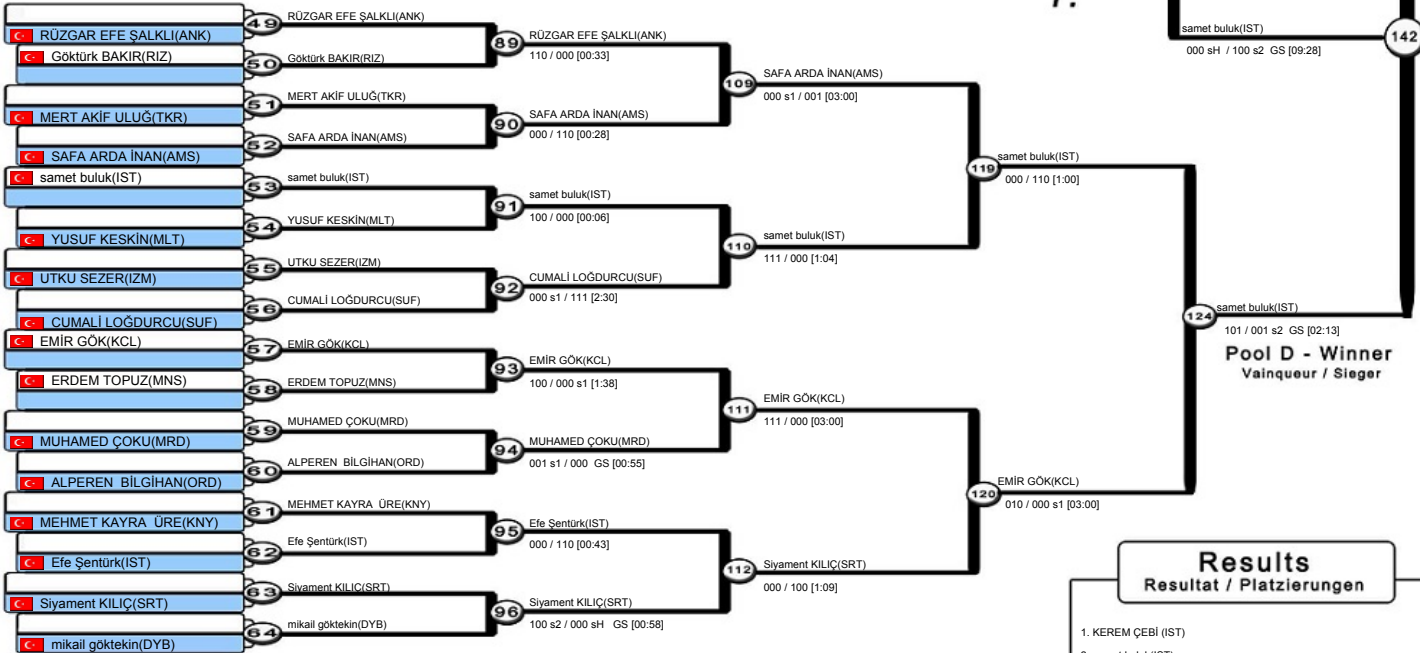 RÜZGAR EFE ŞALKLI(ANK)
Göktürk BAKIR(RIZ)
MERT AKİF ULUĞ(TKR)
SAFA ARDA İNAN(AMS)
samet buluk(IST)
YUSUF KESKİN(MLT)
UTKU SEZER(IZM)
CUMALİ LOĞDURCU(SUF)
EMİR GÖK(KCL)
ERDEM TOPUZ(MNS)
MUHAMED ÇOKU(MRD)
ALPEREN BİLGİHAN(ORD)
MEHMET KAYRA ÜRE(KNY)
Efe Şentürk(IST)
Siyament KILIÇ(SRT)
mikail göktekin(DYB)
49 RÜZGAR EFE ŞALKLI(ANK)
50 Göktürk BAKIR(RIZ)
51 MERT AKİF ULUĞ(TKR)
52 SAFA ARDA İNAN(AMS)
53 samet buluk(IST)
54 YUSUF KESKİN(MLT)
55 UTKU SEZER(IZM)
56 CUMALİ LOĞDURCU(SUF)
57 EMİR GÖK(KCL)
58 ERDEM TOPUZ(MNS)
59 MUHAMED ÇOKU(MRD)
60 ALPEREN BİLGİHAN(ORD)
61 MEHMET KAYRA ÜRE(KNY)
62 Efe Şentürk(IST)
63 Siyament KILIÇ(SRT)
64 mikail göktekin(DYB)
89 RÜZGAR EFE ŞALKLI(ANK)
110 / 000 [00:33]
90 SAFA ARDA İNAN(AMS)
000 / 110 [00:28]
91 samet buluk(IST)
100 / 000 [00:06]
92 CUMALİ LOĞDURCU(SUF)
000 s1 / 111 [2:30]
93 EMİR GÖK(KCL)
100 / 000 s1 [1:38]
94 MUHAMED ÇOKU(MRD)
001 s1 / 000 GS [00:55]
95 Efe Şentürk(IST)
000 / 110 [00:43]
96 Siyament KILIÇ(SRT)
100 s2 / 000 sH GS [00:58]
109 SAFA ARDA İNAN(AMS)
000 s1 / 001 [03:00]
110 samet buluk(IST)
111 / 000 [1:04]
111 EMİR GÖK(KCL)
111 / 000 [03:00]
112 Siyament KILIÇ(SRT)
000 / 100 [1:09]
119 samet buluk(IST)
000 / 110 [1:00]
120 EMİR GÖK(KCL)
010 / 000 s1 [03:00]
124 samet buluk(IST)
101 / 001 s2 GS [02:13]
Pool D - Winner
Vainqueur / Sieger
samet buluk(IST)
142
000 sH / 100 s2 GS [09:28]
Results
Resultat / Platzierungen
1. KEREM ÇEBİ (IST)